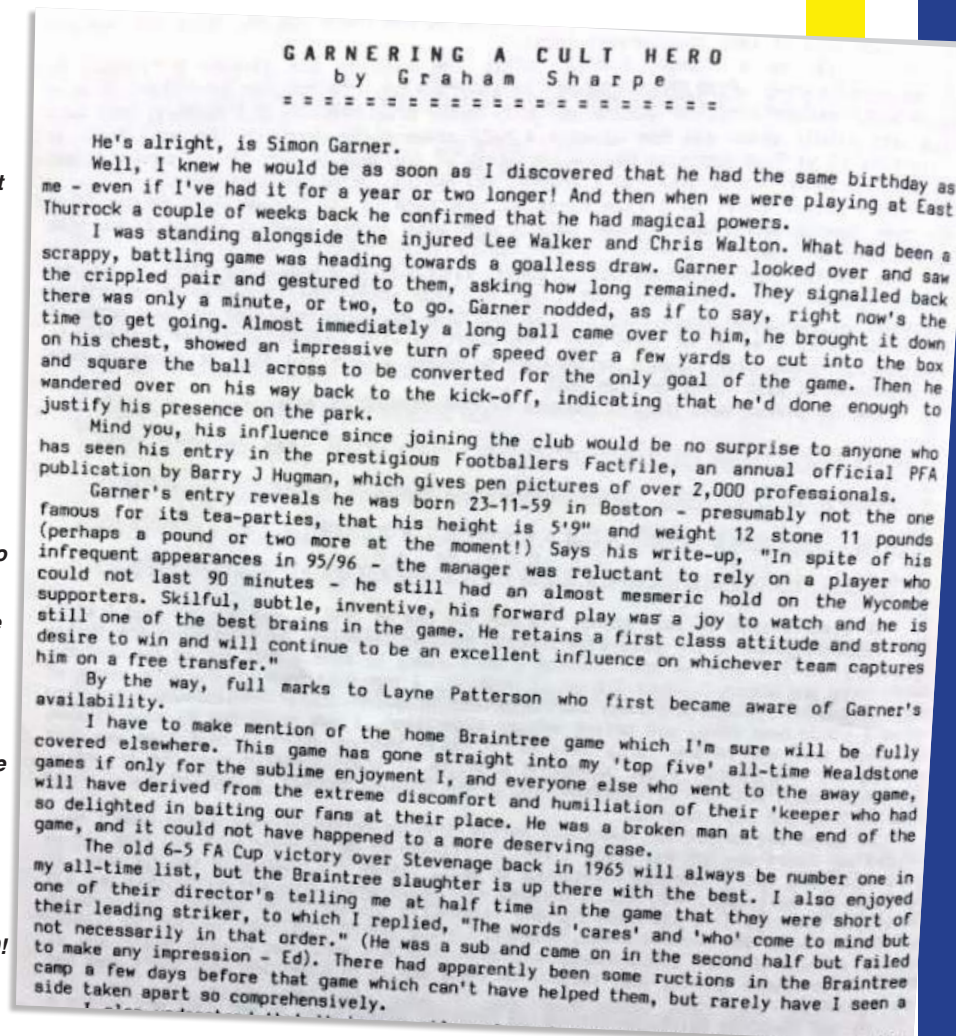 GARNERING A CULT HERO
by Graham Sharpe
= = = = = = = = = = = = = = = = = = = = =
He's alright, is Simon Garner.
Well, I knew he would be as soon as I discovered that he had the same birthday as
me - even if I've had it for a year or two longer! And then when we were playing at East
Thurrock a couple of weeks back he confirmed that he had magical powers.
I was standing alongside the injured Lee Walker and Chris Walton. What had been a
scrappy, battling game was heading towards a goalless draw. Garner looked over and saw
the crippled pair and gestured to them, asking how long remained. They signalled back
there was only a minute, or two, to go. Garner nodded, as if to say, right now's the
time to get going. Almost immediately a long ball came over to him, he brought it down
on his chest, showed an impressive turn of speed over a few yards to cut into the box
and square the ball across to be converted for the only goal of the game. Then he
wandered over on his way back to the kick-off, indicating that he'd done enough to
justify his presence on the park.
Mind you, his influence since joining the club would be no surprise to anyone who
has seen his entry in the prestigious Footballers Factfile, an annual official PFA
publication by Barry J Hugman, which gives pen pictures of over 2,000 professionals.
Garner's entry reveals he was born 23-11-59 in Boston - presumably not the one
famous for its tea-parties, that his height is 5'9" and weight 12 stone 11 pounds
(perhaps a pound or two more at the moment!) Says his write-up, "In spite of his
infrequent appearances in 95/96 - the manager was reluctant to rely on a player who
could not last 90 minutes - he still had an almost mesmeric hold on the Wycombe
supporters. Skilful, subtle, inventive, his forward play was a joy to watch and he is
still one of the best brains in the game. He retains a first class attitude and strong
desire to win and will continue to be an excellent influence on whichever team captures
him on a free transfer."
By the way, full marks to Layne Patterson who first became aware of Garner's
availability.
I have to make mention of the home Braintree game which I'm sure will be fully
covered elsewhere. This game has gone straight into my 'top five' all-time Wealdstone
games if only for the sublime enjoyment I, and everyone else who went to the away game,
will have derived from the extreme discomfort and humiliation of their 'keeper who had
so delighted in baiting our fans at their place. He was a broken man at the end of the
game, and it could not have happened to a more deserving case.
The old 6-5 FA Cup victory over Stevenage back in 1965 will always be number one in
my all-time list, but the Braintree slaughter is up there with the best. I also enjoyed
one of their director's telling me at half time in the game that they were short of
their leading striker, to which I replied, "The words 'cares' and 'who' come to mind but
not necessarily in that order." (He was a sub and came on in the second half but failed
to make any impression - Ed). There had apparently been some ructions in the Braintree
camp a few days before that game which can't have helped them, but rarely have I seen a
side taken apart so comprehensively.